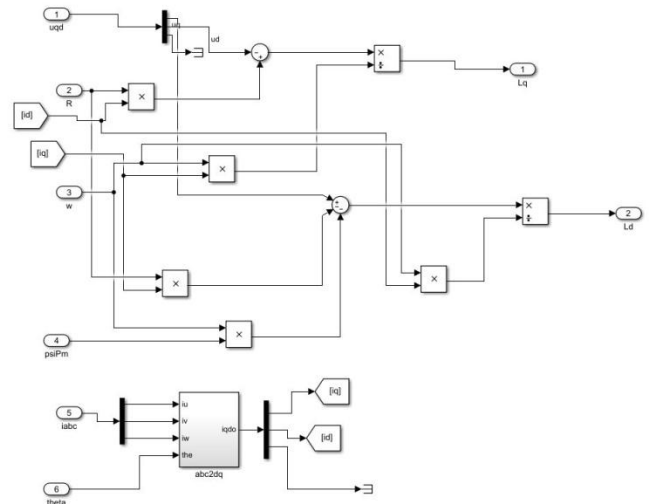 1
uqd
uq
ud
2
R
[id]
[iq]
3
w
4
psiPm
1
Lq
2
Ld
5
iabc
iu
iv
iw
the
iqdo
abc2dq
[iq]
[id]
6
theta